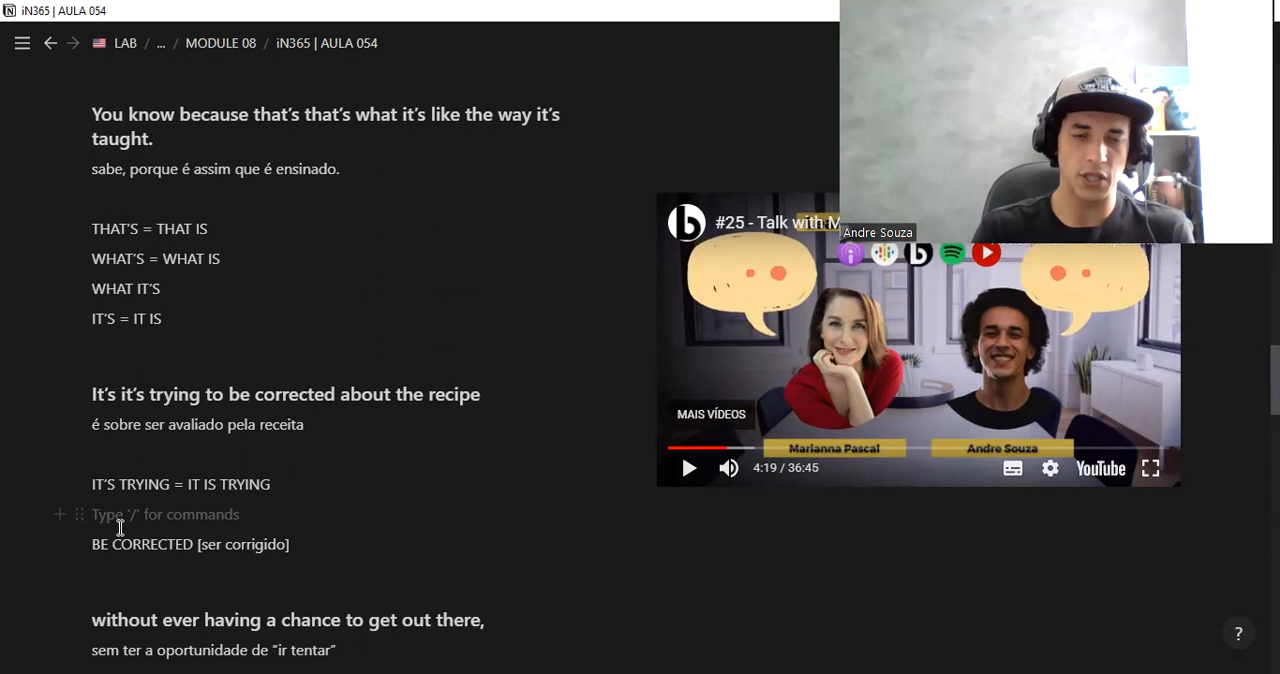 iN365 | AULA 054
LAB / ... / MODULE 08 / iN365 | AULA 054
You know because that’s that’s what it’s like the way it’s
taught.
sabe, porque é assim que é ensinado.
THAT’S = THAT IS
WHAT’S = WHAT IS
WHAT IT’S
IT’S = IT IS
It’s it’s trying to be corrected about the recipe
é sobre ser avaliado pela receita
IT’S TRYING = IT IS TRYING
Type '/' for commands
BE CORRECTED [ser corrigido]
without ever having a chance to get out there,
sem ter a oportunidade de “ir tentar”
Andre Souza
#25 - Talk with M
MAIS VÍDEOS
Marianna Pascal
Andre Souza
4:19 / 36:45
YouTube
?